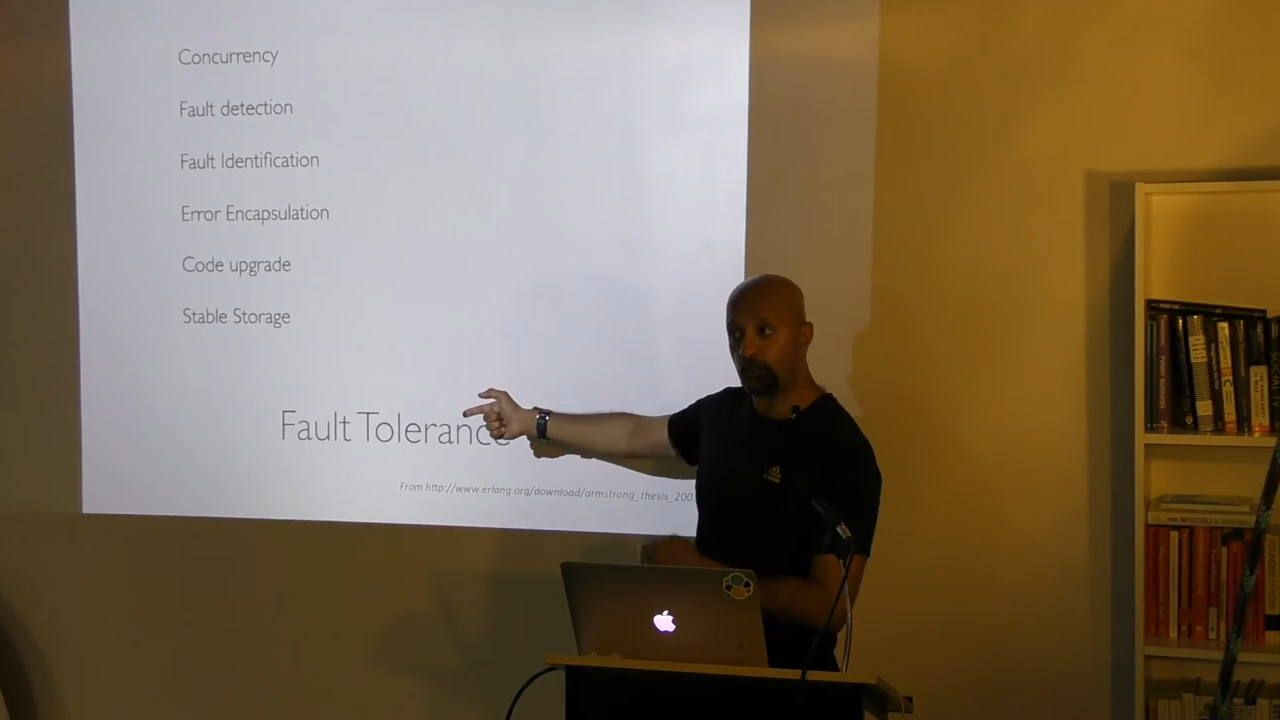 Concurrency
Fault detection
Fault Identification
Error Encapsulation
Code upgrade
Stable Storage
Fault Tolerance
From http://www.erlang.org/download/armstrong_thesis_200